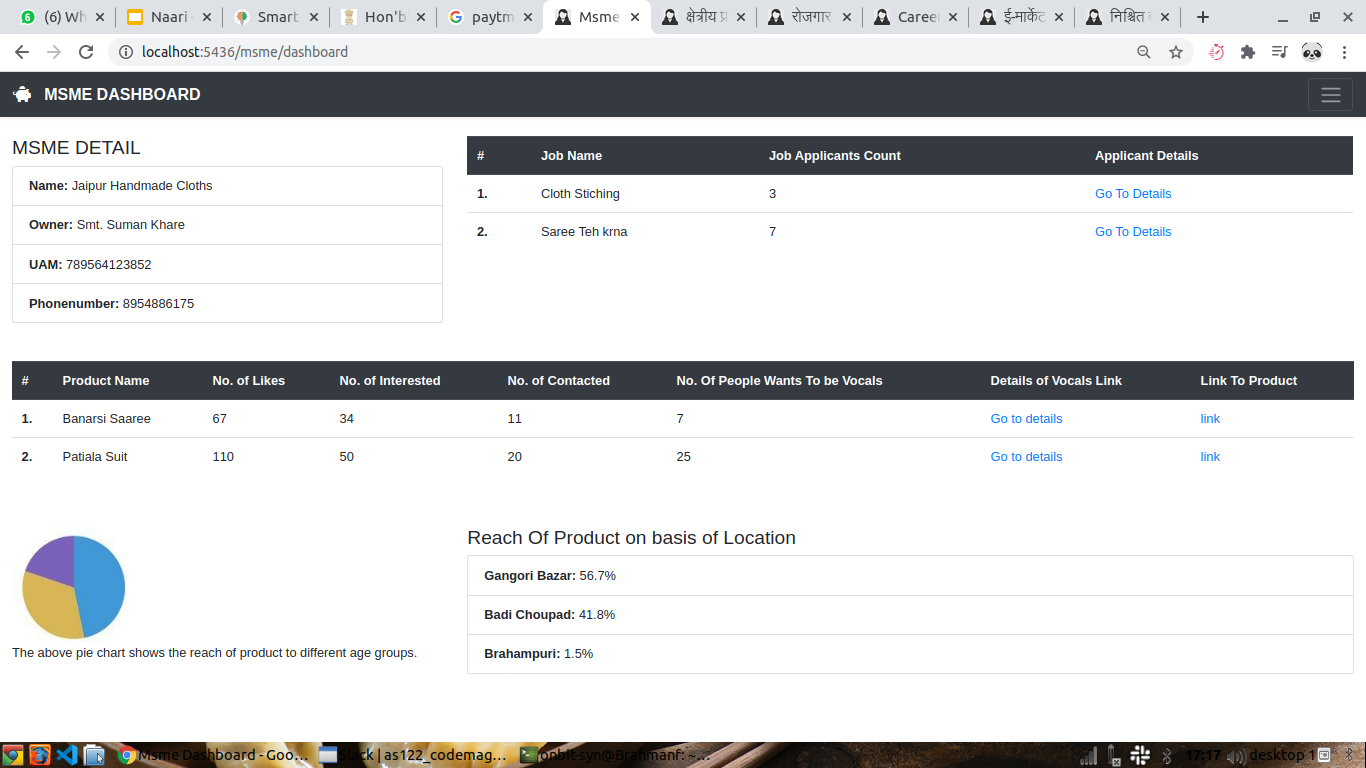 (6) Wh
Naari -
Smart
Hon'b
paytm
Msme
क्षेत्रीय प्र
रोजगार
Caree
ई-मार्केट
निश्चित
localhost:5436/msme/dashboard
MSME DASHBOARD
MSME DETAIL
Name: Jaipur Handmade Cloths
Owner: Smt. Suman Khare
UAM: 789564123852
Phonenumber: 8954886175
# Job Name Job Applicants Count Applicant Details
1. Cloth Stiching 3 Go To Details
2. Saree Teh krna 7 Go To Details
# Product Name No. of Likes No. of Interested No. of Contacted No. Of People Wants To be Vocals Details of Vocals Link Link To Product
1. Banarsi Saaree 67 34 11 7 Go to details link
2. Patiala Suit 110 50 20 25 Go to details link
The above pie chart shows the reach of product to different age groups.
Reach Of Product on basis of Location
Gangori Bazar: 56.7%
Badi Choupad: 41.8%
Brahampuri: 1.5%
Msme Dashboard - Goo...
Slack | as122_codemag...
onbit-syn@Brahmanf: ~...
17:17
desktop 1